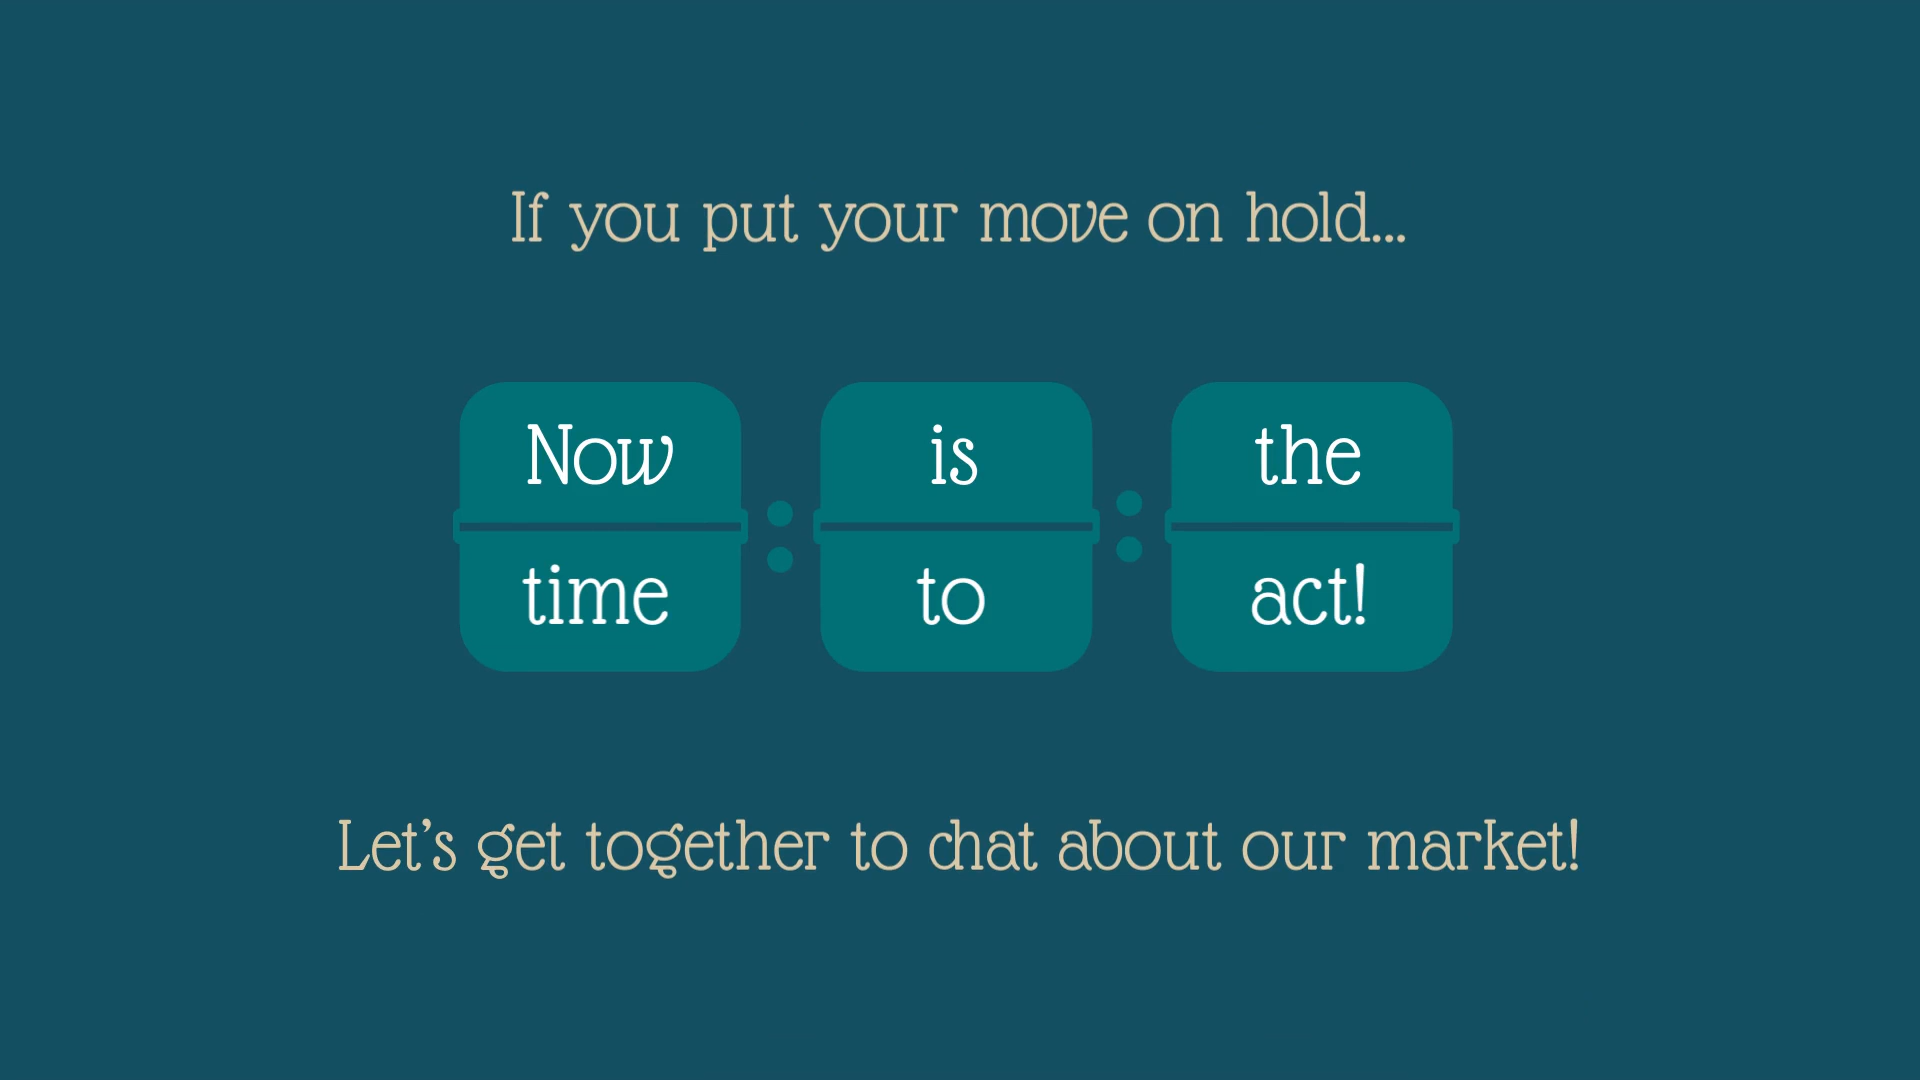 If you put your move on hold...
Now is the
time to act!
Let's get together to chat about our market!